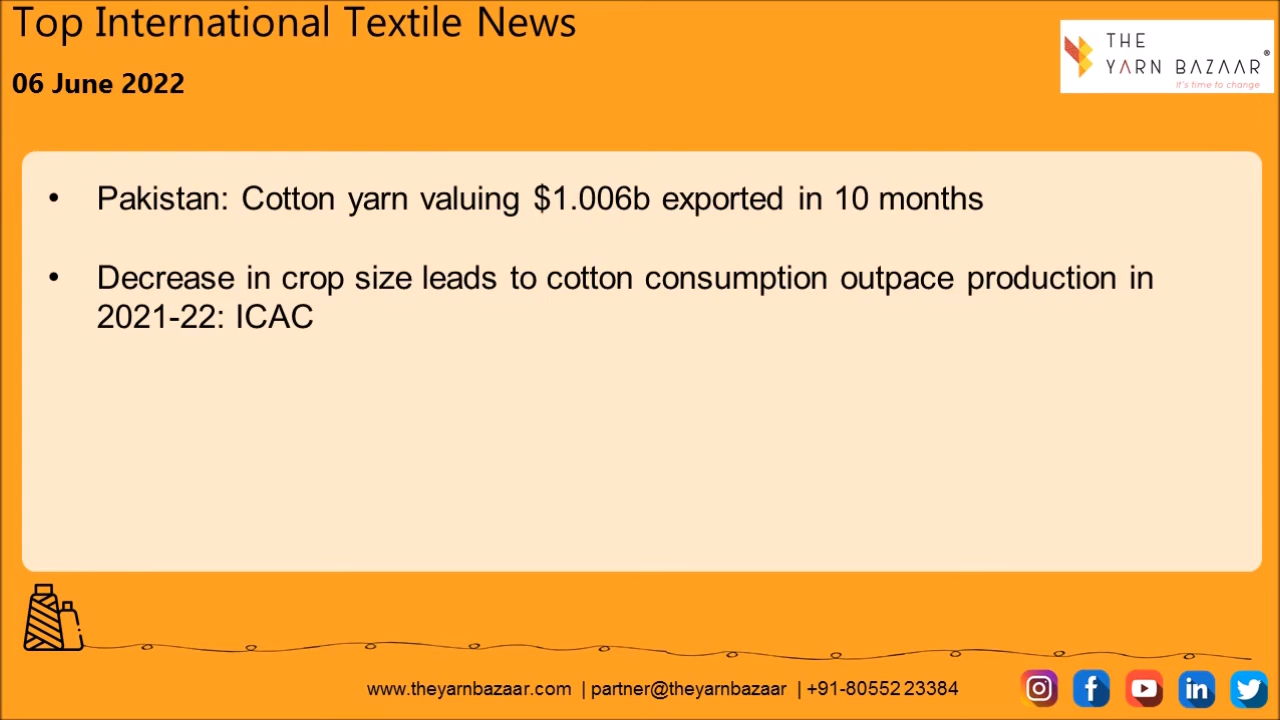 Top International Textile News
06 June 2022
THE
YARN BAZAAR®
it's time to change
• Pakistan: Cotton yarn valuing $1.006b exported in 10 months
• Decrease in crop size leads to cotton consumption outpace production in
2021-22: ICAC
www.theyarnbazaar.com | partner@theyarnbazaar | +91-8055223384